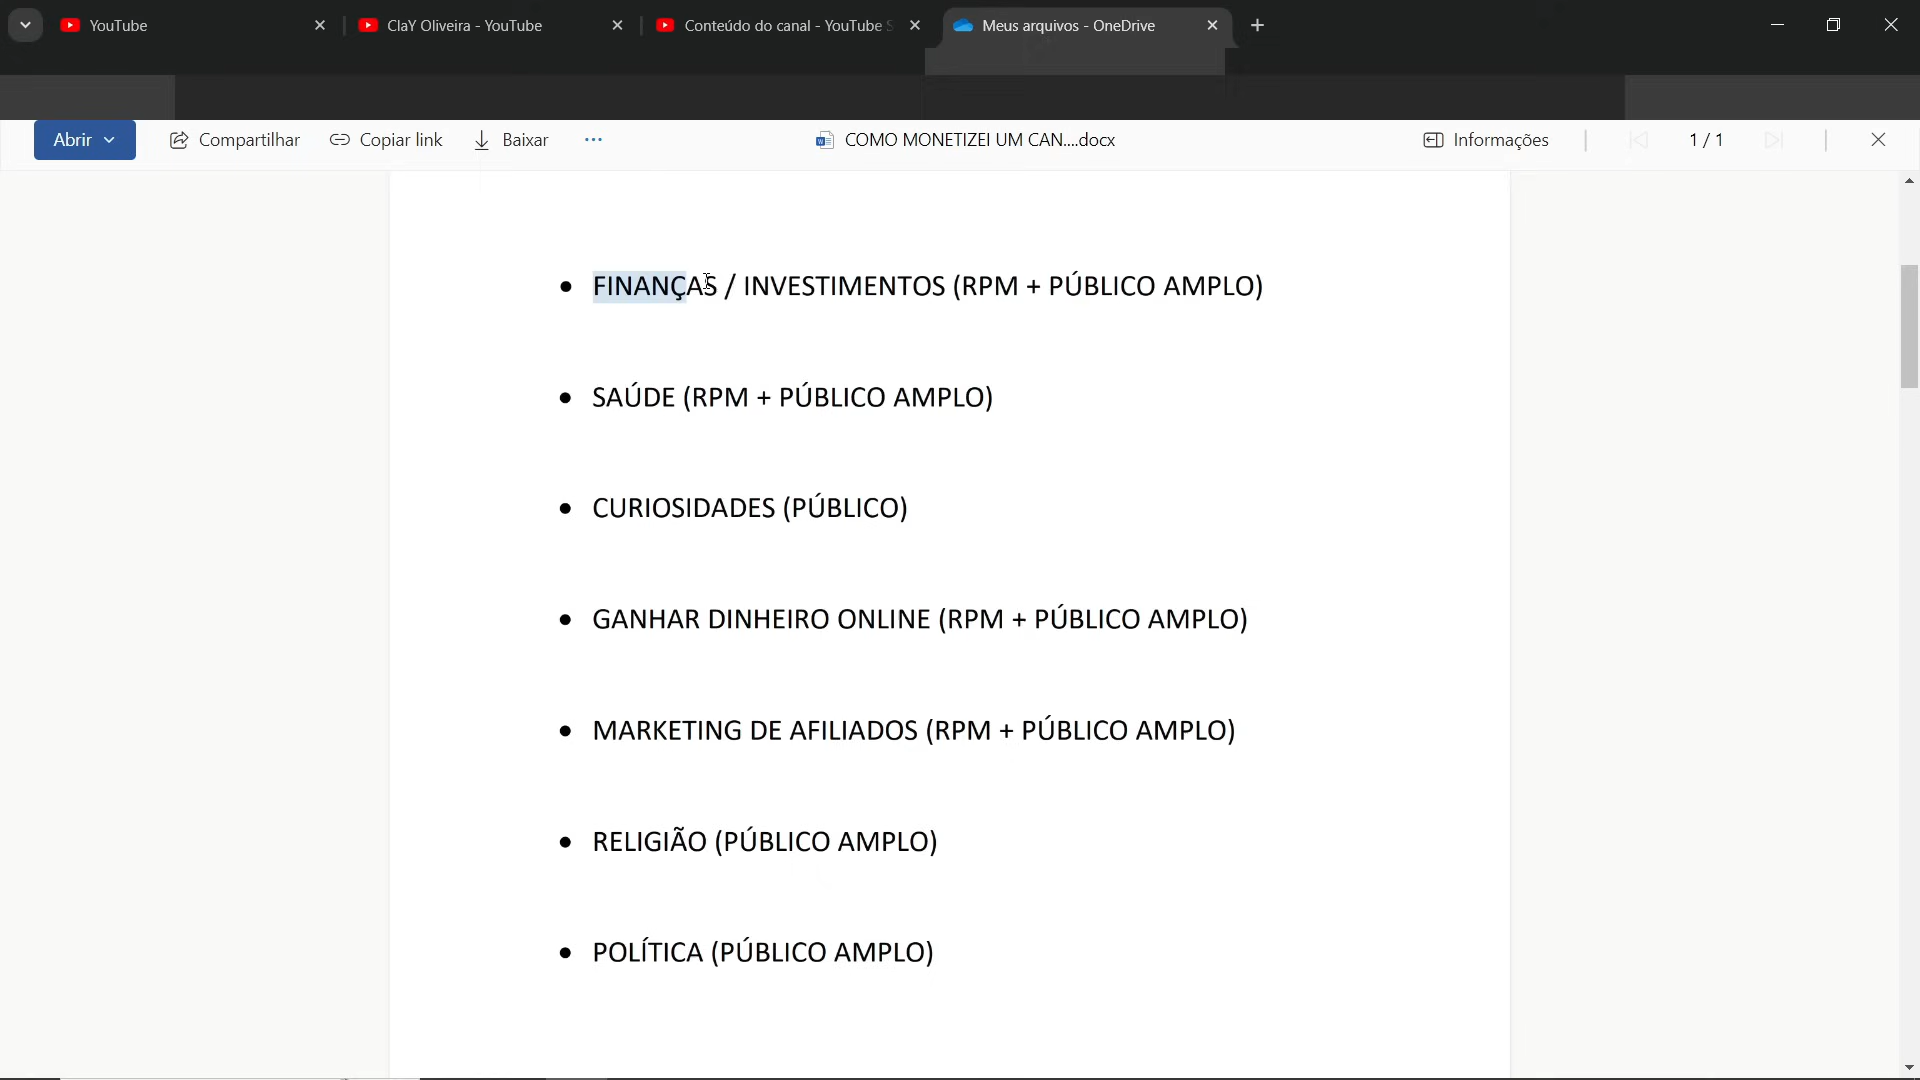 YouTube
ClaY Oliveira - YouTube
Conteúdo do canal - YouTube S
Meus arquivos - OneDrive
Abrir
Compartilhar
Copiar link
Baixar
COMO MONETIZEI UM CAN....docx
Informações
1 / 1
• FINANÇAS / INVESTIMENTOS (RPM + PÚBLICO AMPLO)
• SAÚDE (RPM + PÚBLICO AMPLO)
• CURIOSIDADES (PÚBLICO)
• GANHAR DINHEIRO ONLINE (RPM + PÚBLICO AMPLO)
• MARKETING DE AFILIADOS (RPM + PÚBLICO AMPLO)
• RELIGIÃO (PÚBLICO AMPLO)
• POLÍTICA (PÚBLICO AMPLO)